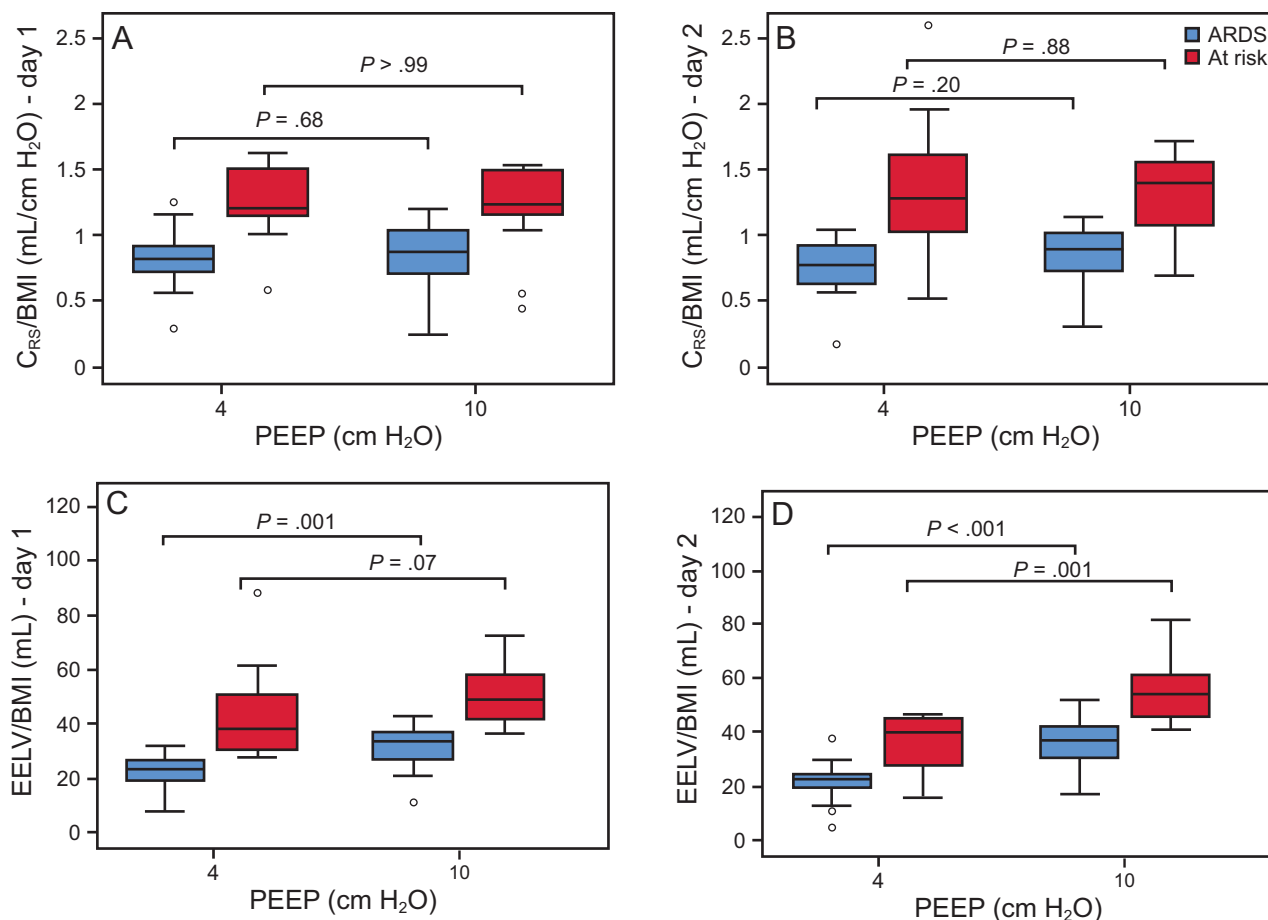 A
C_RS/BMI (mL/cm H₂O) - day 1
2.5
2
1.5
1
0.5
0
P > .99
P = .68
4
10
PEEP (cm H₂O)
B
C_RS/BMI (mL/cm H₂O) - day 2
2.5
2
1.5
1
0.5
0
ARDS
At risk
P = .88
P = .20
4
10
PEEP (cm H₂O)
C
EELV/BMI (mL) - day 1
120
100
80
60
40
20
0
P = .001
P = .07
4
10
PEEP (cm H₂O)
D
EELV/BMI (mL) - day 2
120
100
80
60
40
20
0
P < .001
P = .001
4
10
PEEP (cm H₂O)